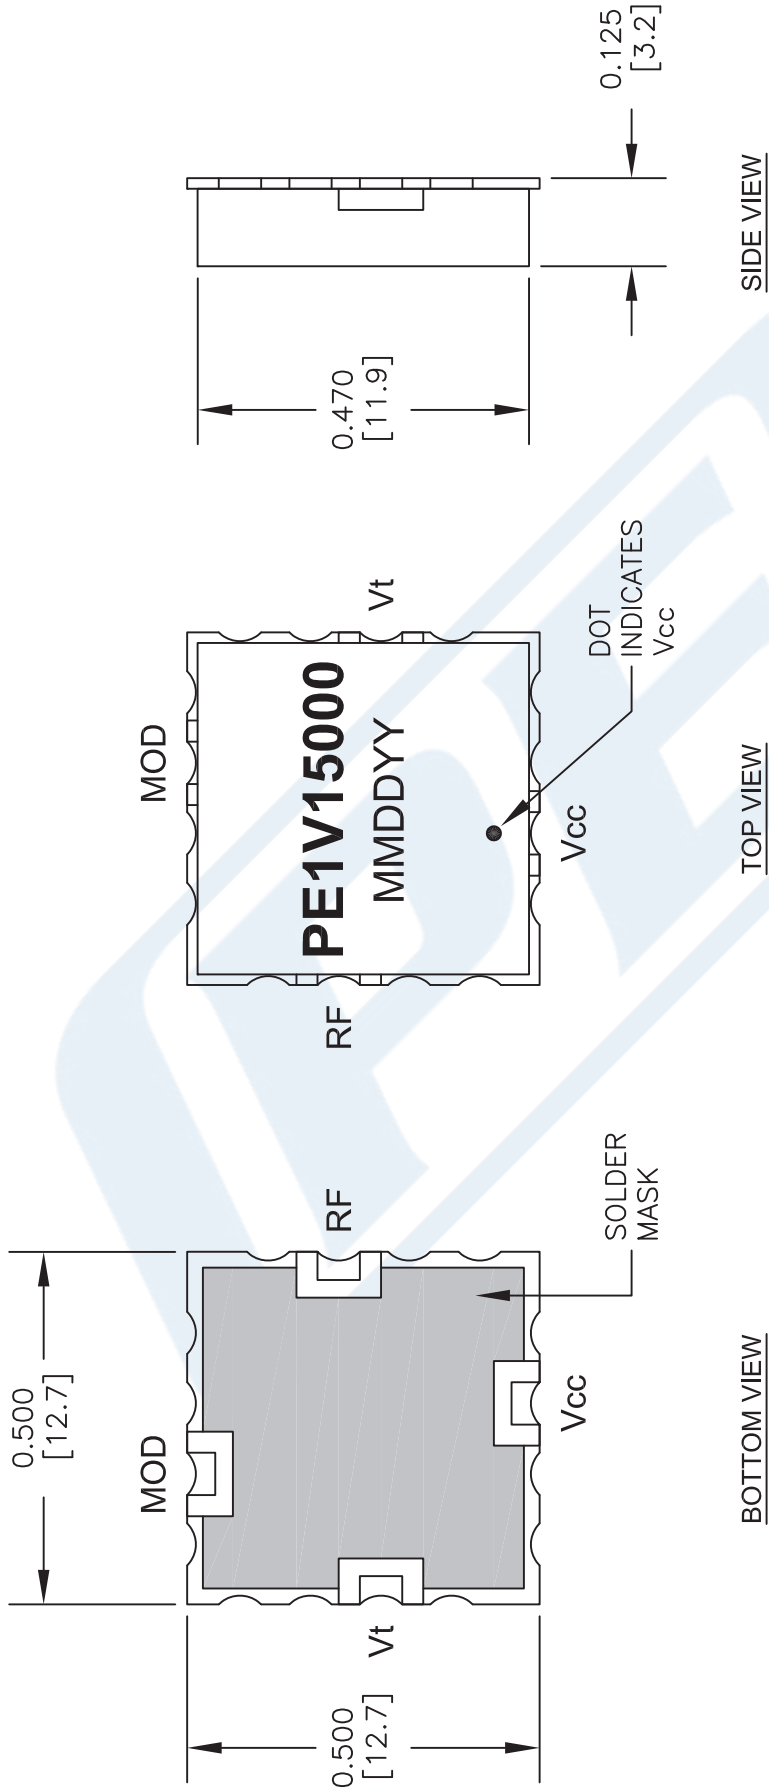 0.500
[12.7]
MOD
RF
Vt
Vcc
0.500
[12.7]
SOLDER
MASK
BOTTOM VIEW
MOD
RF
PE1V15000
MMDDYY
Vt
Vcc
DOT
INDICATES
Vcc
TOP VIEW
0.470
[11.9]
0.125
[3.2]
SIDE VIEW